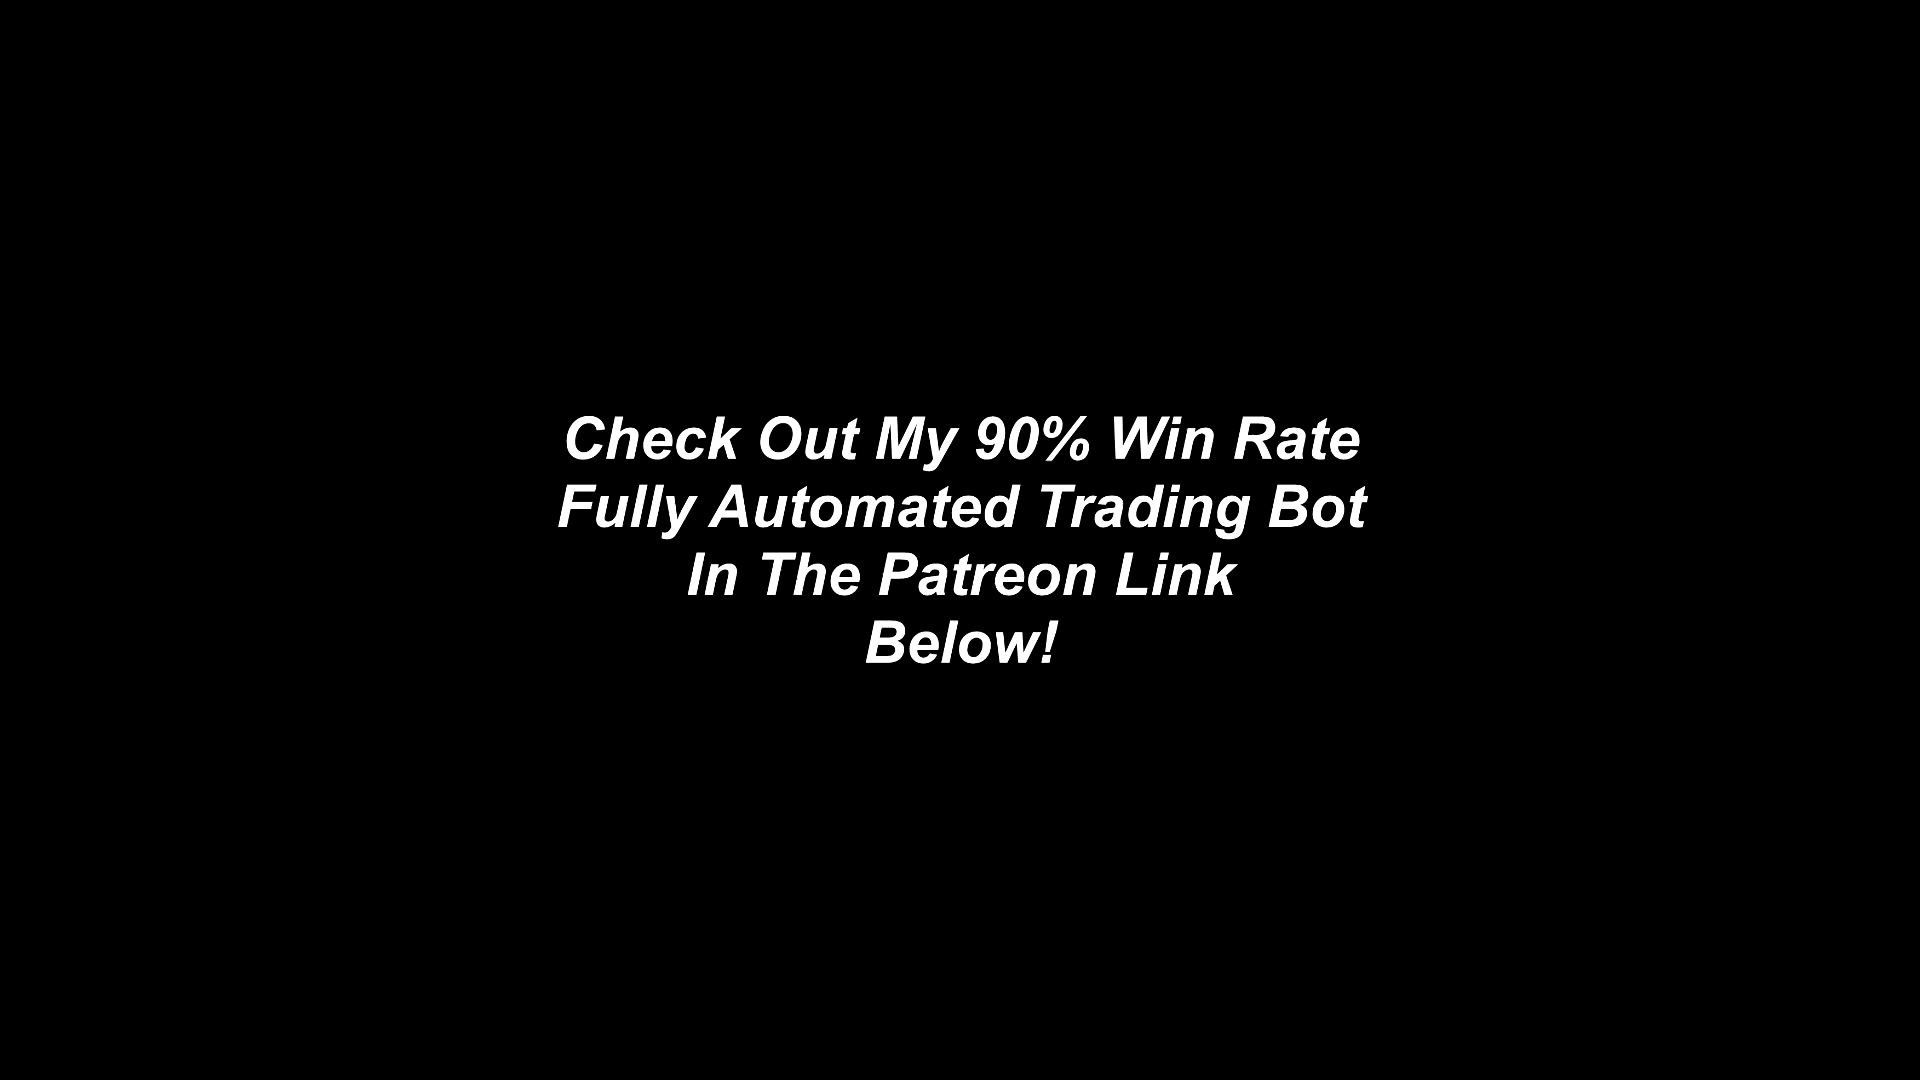 Check Out My 90% Win Rate
Fully Automated Trading Bot
In The Patreon Link
Below!